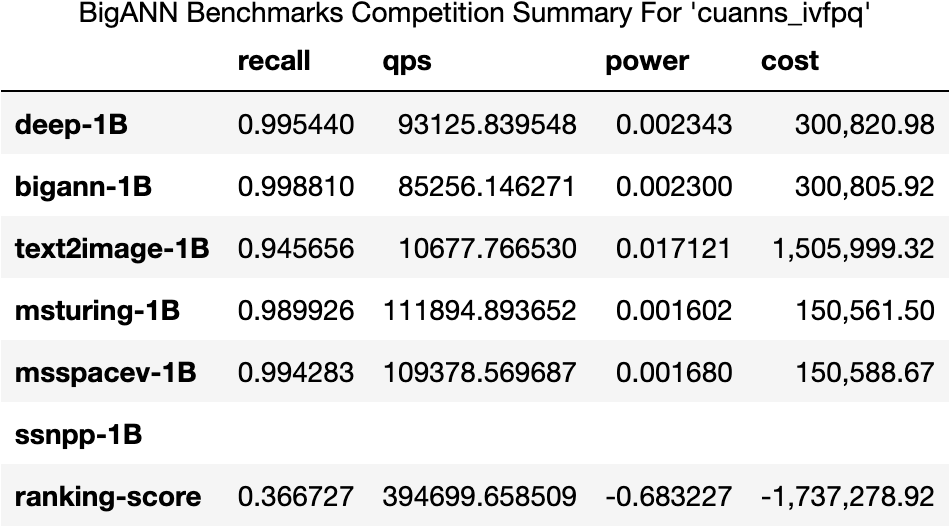 BigANN Benchmarks Competition Summary For 'cuanns_ivfpq'
recall qps power cost
deep-1B 0.995440 93125.839548 0.002343 300,820.98
bigann-1B 0.998810 85256.146271 0.002300 300,805.92
text2image-1B 0.945656 10677.766530 0.017121 1,505,999.32
msturing-1B 0.989926 111894.893652 0.001602 150,561.50
msspacev-1B 0.994283 109378.569687 0.001680 150,588.67
ssnpp-1B
ranking-score 0.366727 394699.658509 -0.683227 -1,737,278.92